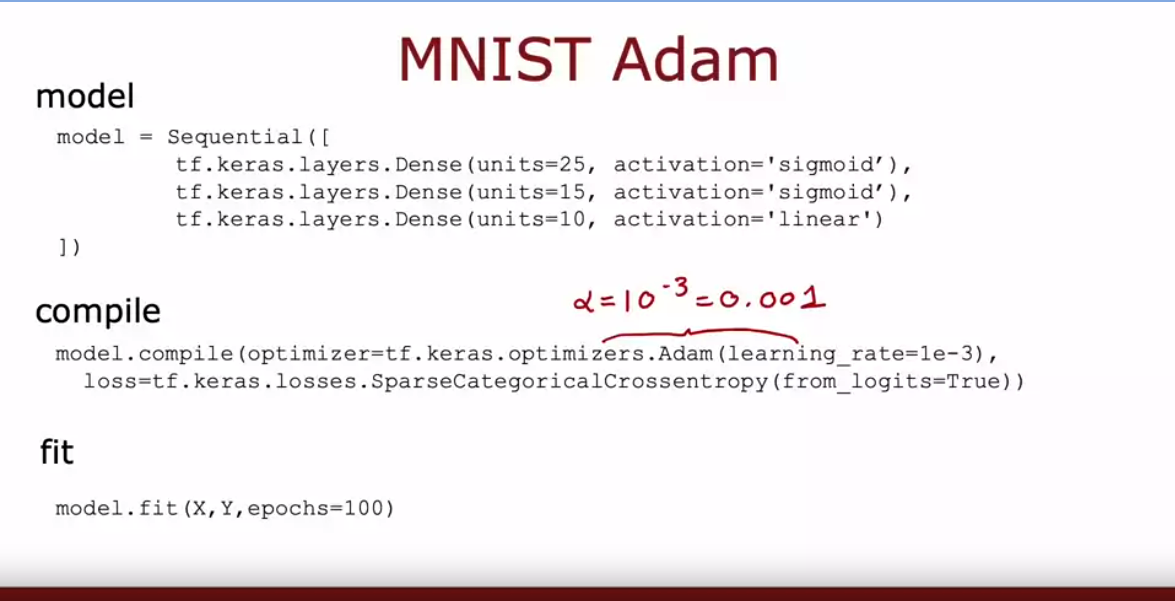 MNIST Adam
model
model = Sequential([
tf.keras.layers.Dense(units=25, activation='sigmoid’),
tf.keras.layers.Dense(units=15, activation='sigmoid’),
tf.keras.layers.Dense(units=10, activation='linear')
])
α=10⁻³=0.001
compile
model.compile(optimizer=tf.keras.optimizers.Adam(learning_rate=1e-3),
loss=tf.keras.losses.SparseCategoricalCrossentropy(from_logits=True))
fit
model.fit(X,Y,epochs=100)